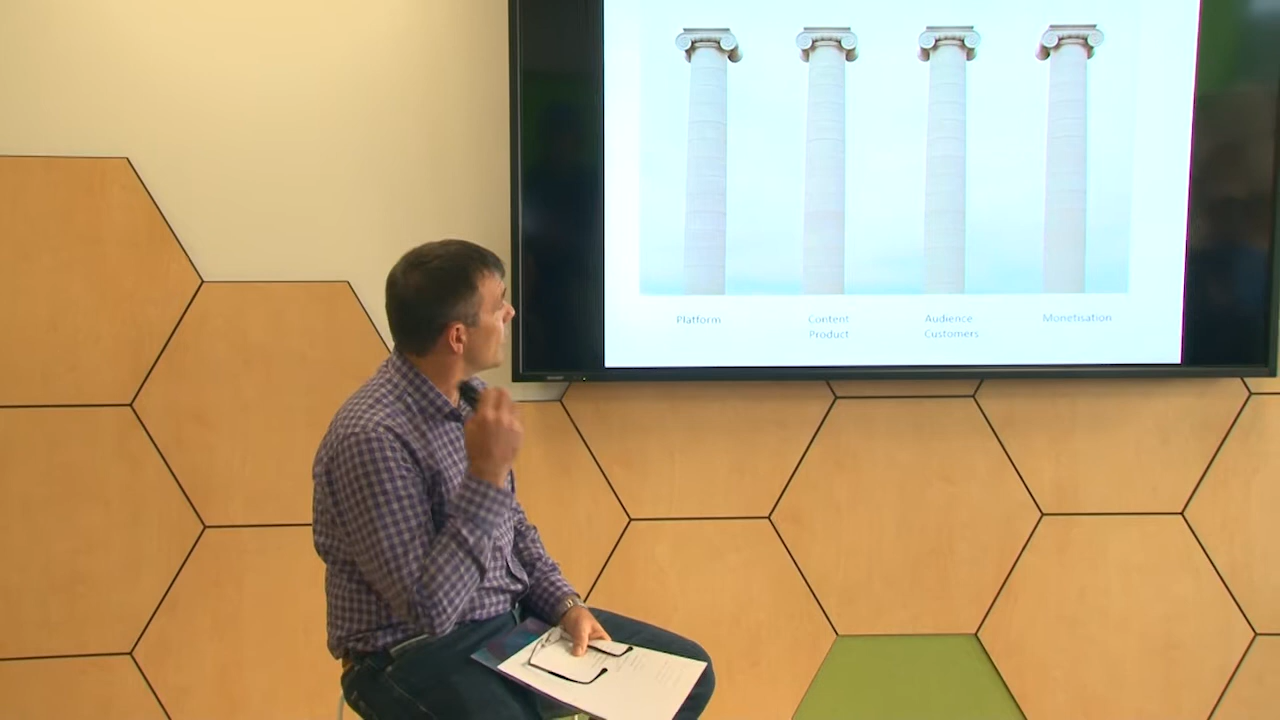 Platform
Content
Product
Audience
Customers
Monetisation